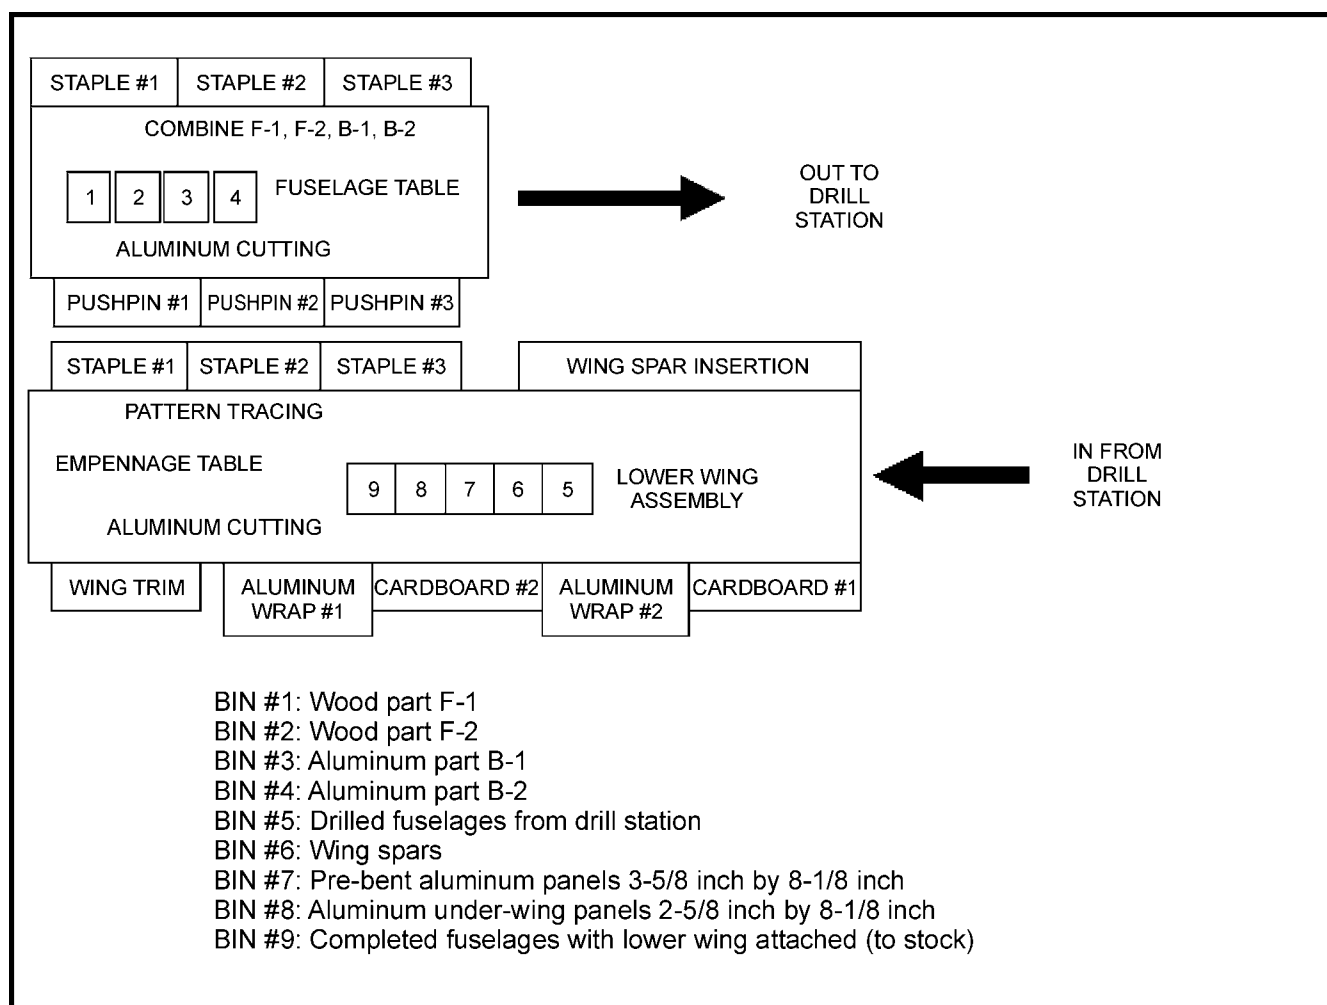 STAPLE #1 STAPLE #2 STAPLE #3
COMBINE F-1, F-2, B-1, B-2
1 2 3 4 FUSELAGE TABLE
ALUMINUM CUTTING
PUSHPIN #1 PUSHPIN #2 PUSHPIN #3
OUT TO
DRILL
STATION
STAPLE #1 STAPLE #2 STAPLE #3 WING SPAR INSERTION
PATTERN TRACING
EMPENNAGE TABLE
9 8 7 6 5
LOWER WING
ASSEMBLY
ALUMINUM CUTTING
IN FROM
DRILL
STATION
WING TRIM
ALUMINUM
WRAP #1
CARDBOARD #2
ALUMINUM
WRAP #2
CARDBOARD #1
BIN #1: Wood part F-1
BIN #2: Wood part F-2
BIN #3: Aluminum part B-1
BIN #4: Aluminum part B-2
BIN #5: Drilled fuselages from drill station
BIN #6: Wing spars
BIN #7: Pre-bent aluminum panels 3-5/8 inch by 8-1/8 inch
BIN #8: Aluminum under-wing panels 2-5/8 inch by 8-1/8 inch
BIN #9: Completed fuselages with lower wing attached (to stock)